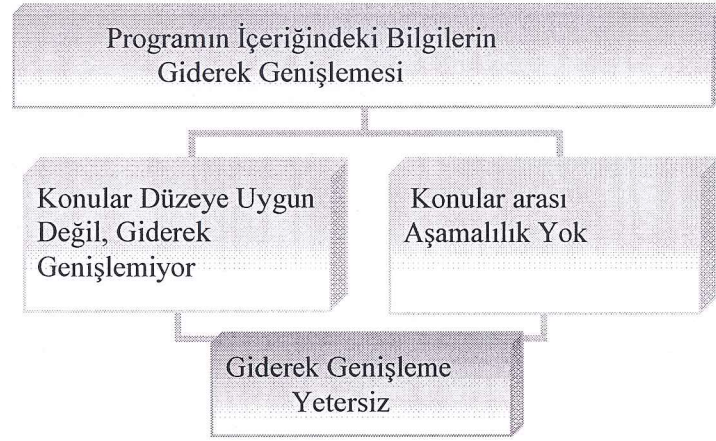 Programın İçeriğindeki Bilgilerin
Giderek Genişlemesi
Konular Düzeye Uygun
Değil, Giderek
Genişlemiyor
Konular arası
Aşamalılık Yok
Giderek Genişleme
Yetersiz